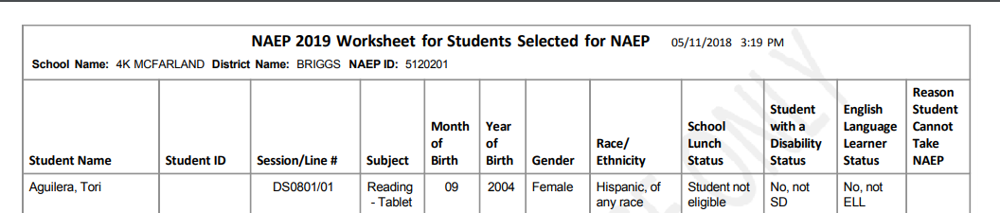 NAEP 2019 Worksheet for Students Selected for NAEP 05/11/2018 3:19 PM
School Name: 4K MCFARLAND District Name: BRIGGS NAEP ID: 5120201
Student Name Student ID Session/Line # Subject Month of Birth Year of Birth Gender Race/ Ethnicity School Lunch Status Student with a Disability Status English Language Learner Status Reason Student Cannot Take NAEP
Aguilera, Tori DS0801/01 Reading - Tablet 09 2004 Female Hispanic, of any race Student not eligible No, not SD No, not ELL
ONLY